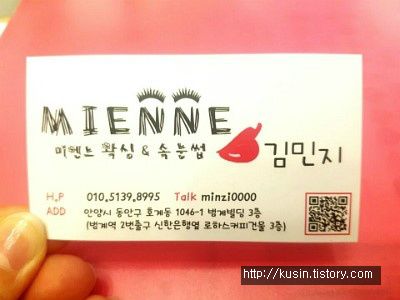 MIENNE
미엔느 왁싱 & 속눈썹
김민지
H.P 010.5139.8995 Talk minzi0000
ADD 안양시 동안구 호계동 1046-1 범계빌딩 3층
(범계역 2번출구 신한은행옆 로하스커피건물 3층)
http://kusin.tistory.com